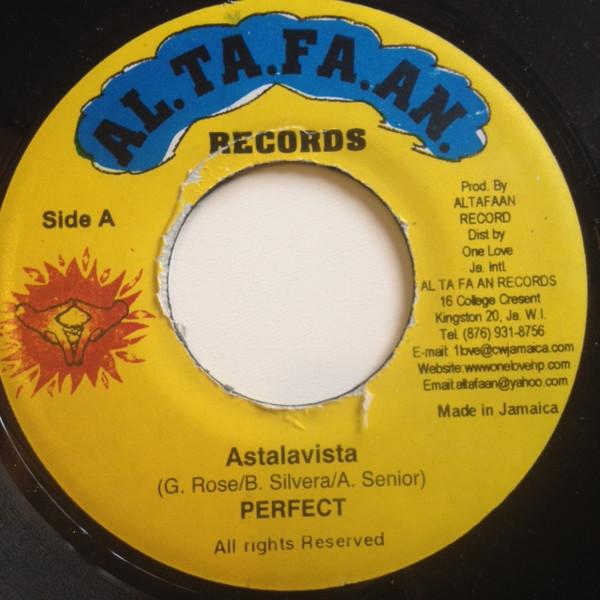 AL.TA.FA.AN.
RECORDS
Side A
Prod. By
ALTAFAAN
RECORD
Dist by
One Love
Ja. Intl.
AL TA FA AN RECORDS
16 College Cresent
Kingston 20, Ja. W.I.
Tel. (876) 931-8756
E-mail: 1love@cwjamaica.com
Website:wwwonelovehp.com
Email:altafaan@yahoo.com
Made in Jamaica
Astalavista
(G. Rose/B. Silvera/A. Senior)
PERFECT
All rights Reserved